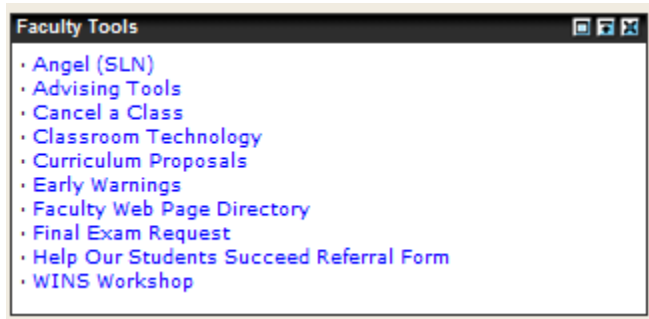 Faculty Tools
· Angel (SLN)
· Advising Tools
· Cancel a Class
· Classroom Technology
· Curriculum Proposals
· Early Warnings
· Faculty Web Page Directory
· Final Exam Request
· Help Our Students Succeed Referral Form
· WINS Workshop